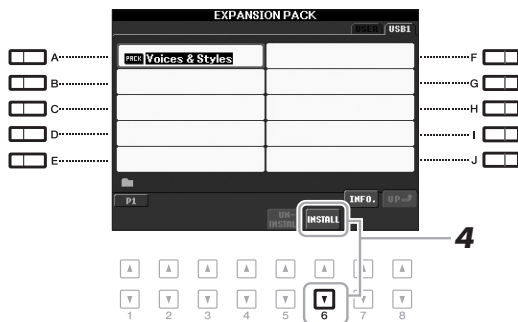 EXPANSION PACK
USER USB1
A
PACK Voices & Styles
F
B
G
C
H
D
I
E
J
P1
INFO. UP
UN-
INSTALL
INSTALL
4
1 2 3 4 5 6 7 8